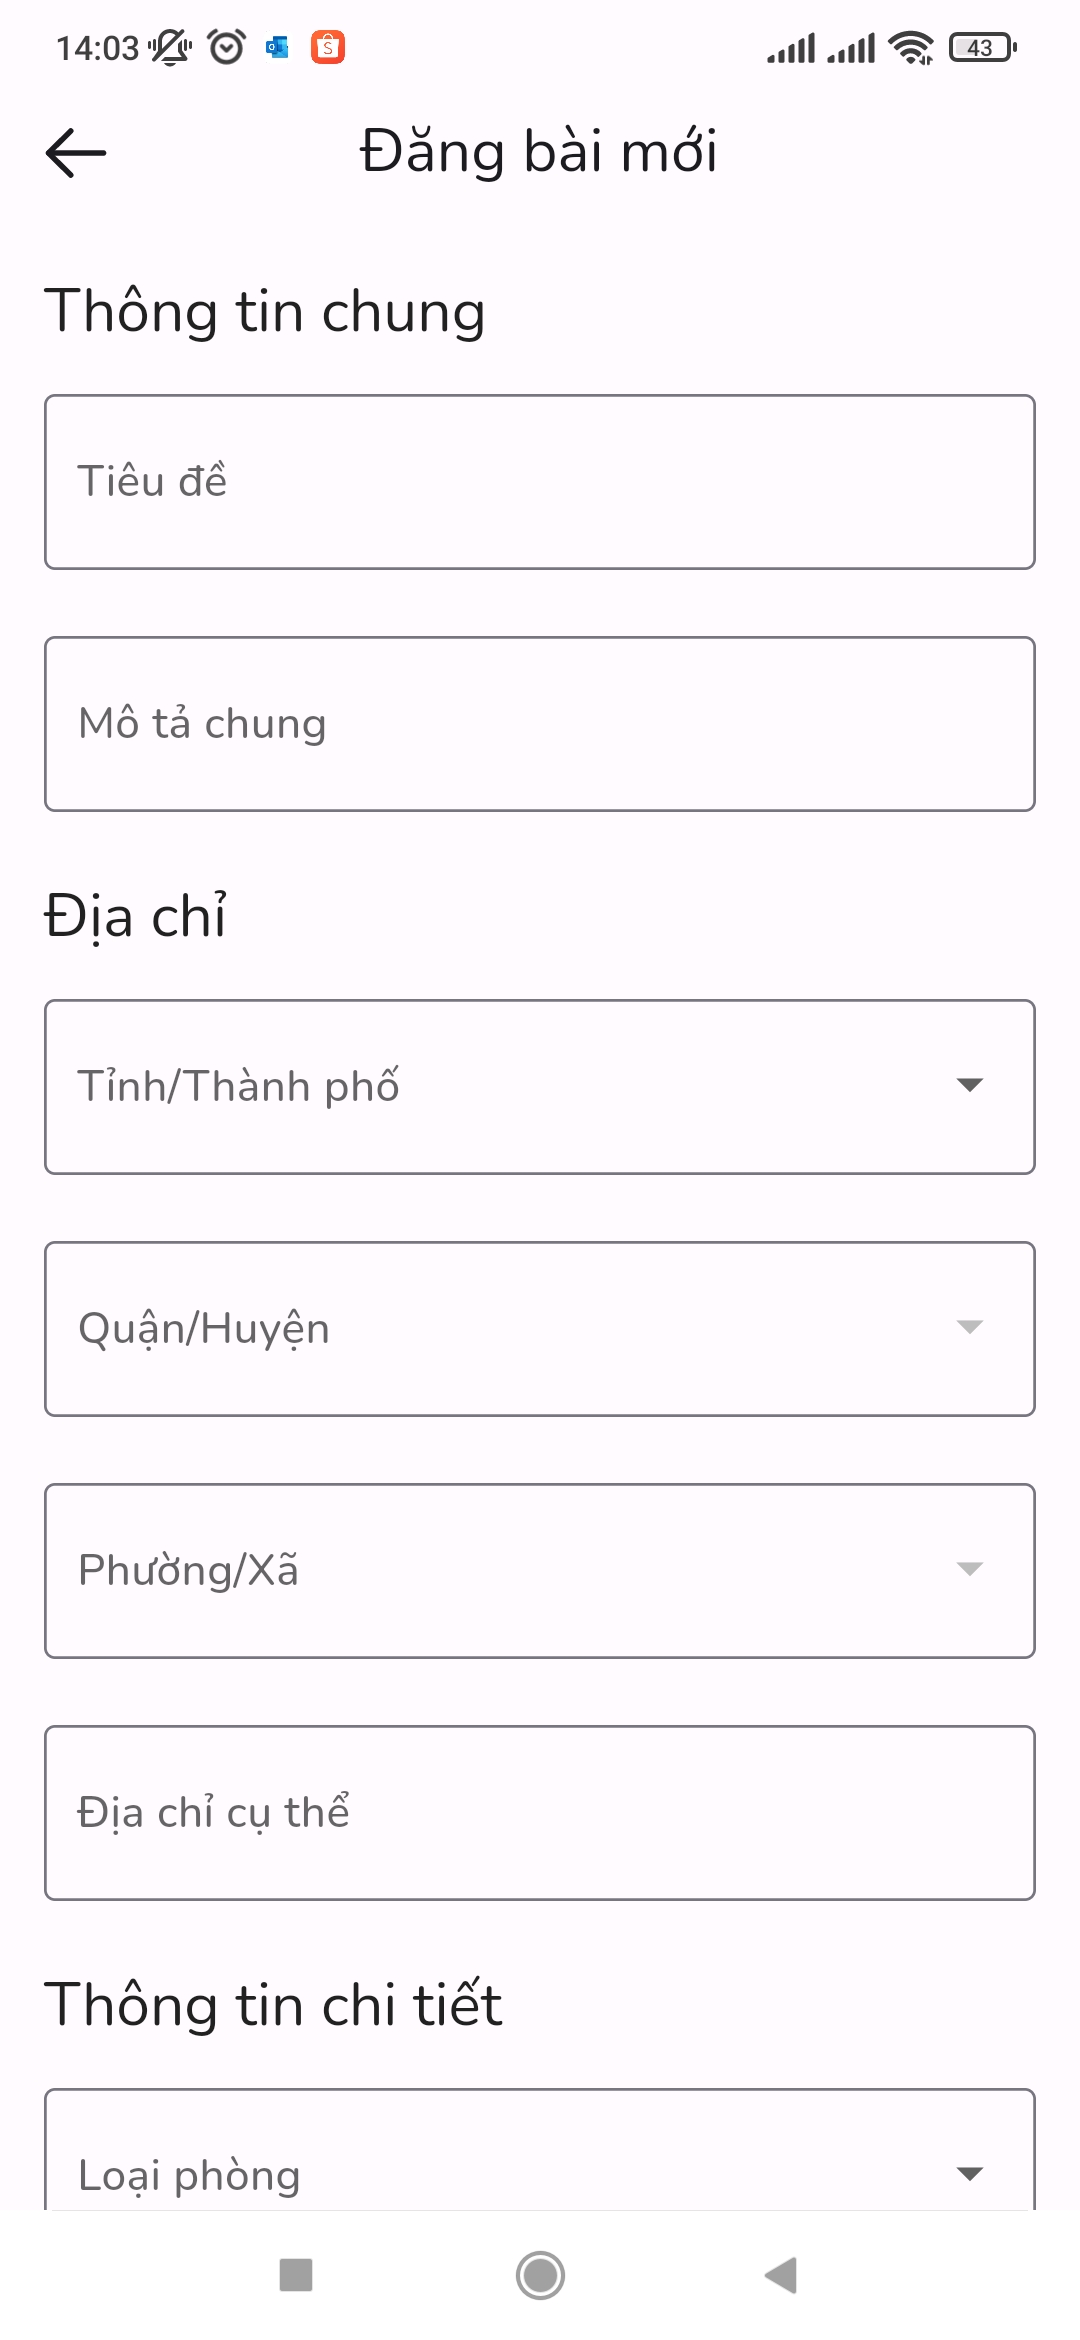 14:03
43
Đăng bài mới
Thông tin chung
Tiêu đề
Mô tả chung
Địa chỉ
Tỉnh/Thành phố
Quận/Huyện
Phường/Xã
Địa chỉ cụ thể
Thông tin chi tiết
Loại phòng